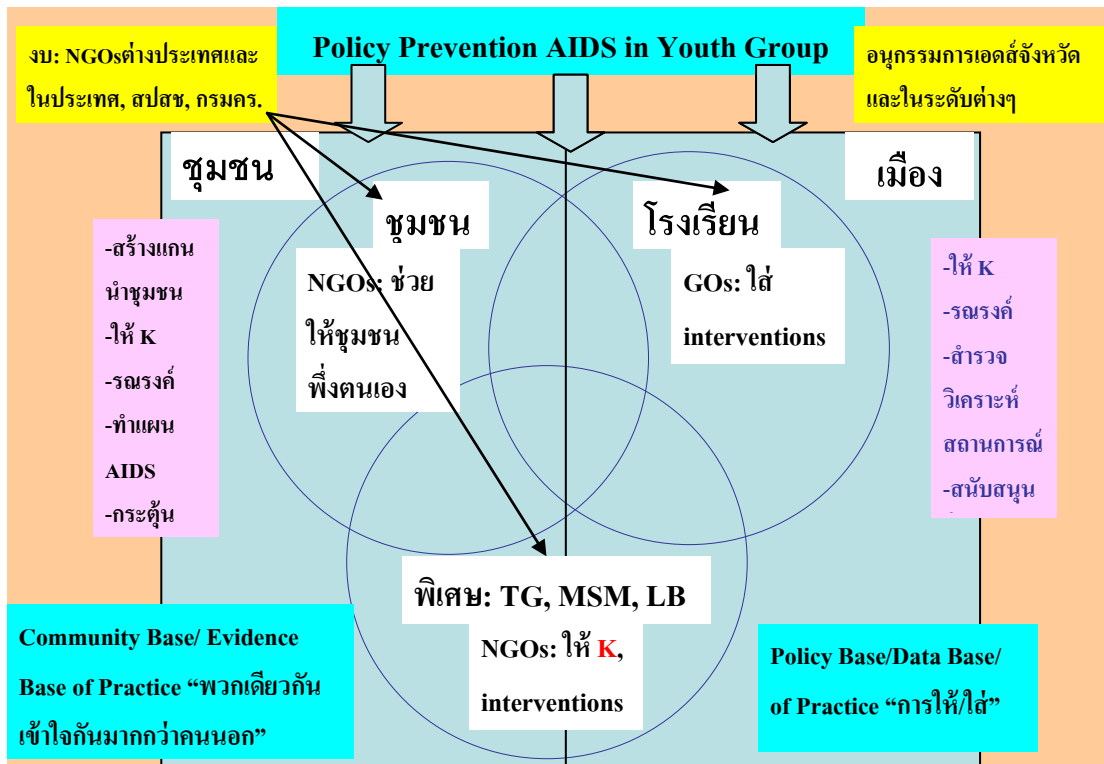 Policy Prevention AIDS in Youth Group
งบ: NGOsต่างประเทศและ
ในประเทศ, สปสช, กรมคร.
อนุกรรมการเอดส์จังหวัด
และในระดับต่างๆ
ชุมชน
เมือง
ชุมชน
NGOs: ช่วย
ให้ชุมชน
พึ่งตนเอง
โรงเรียน
GOs: ใส่
interventions
-สร้างแกน
นำชุมชน
-ให้ K
-รณรงค์
-ทำแผน
AIDS
-กระตุ้น
-ให้ K
-รณรงค์
-สำรวจ
วิเคราะห์
สถานการณ์
-สนับสนุน
พิเศษ: TG, MSM, LB
NGOs: ให้ K,
interventions
Community Base/ Evidence
Base of Practice “พวกเดียวกัน
เข้าใจกันมากกว่าคนนอก”
Policy Base/Data Base/
of Practice “การให้/ใส่”